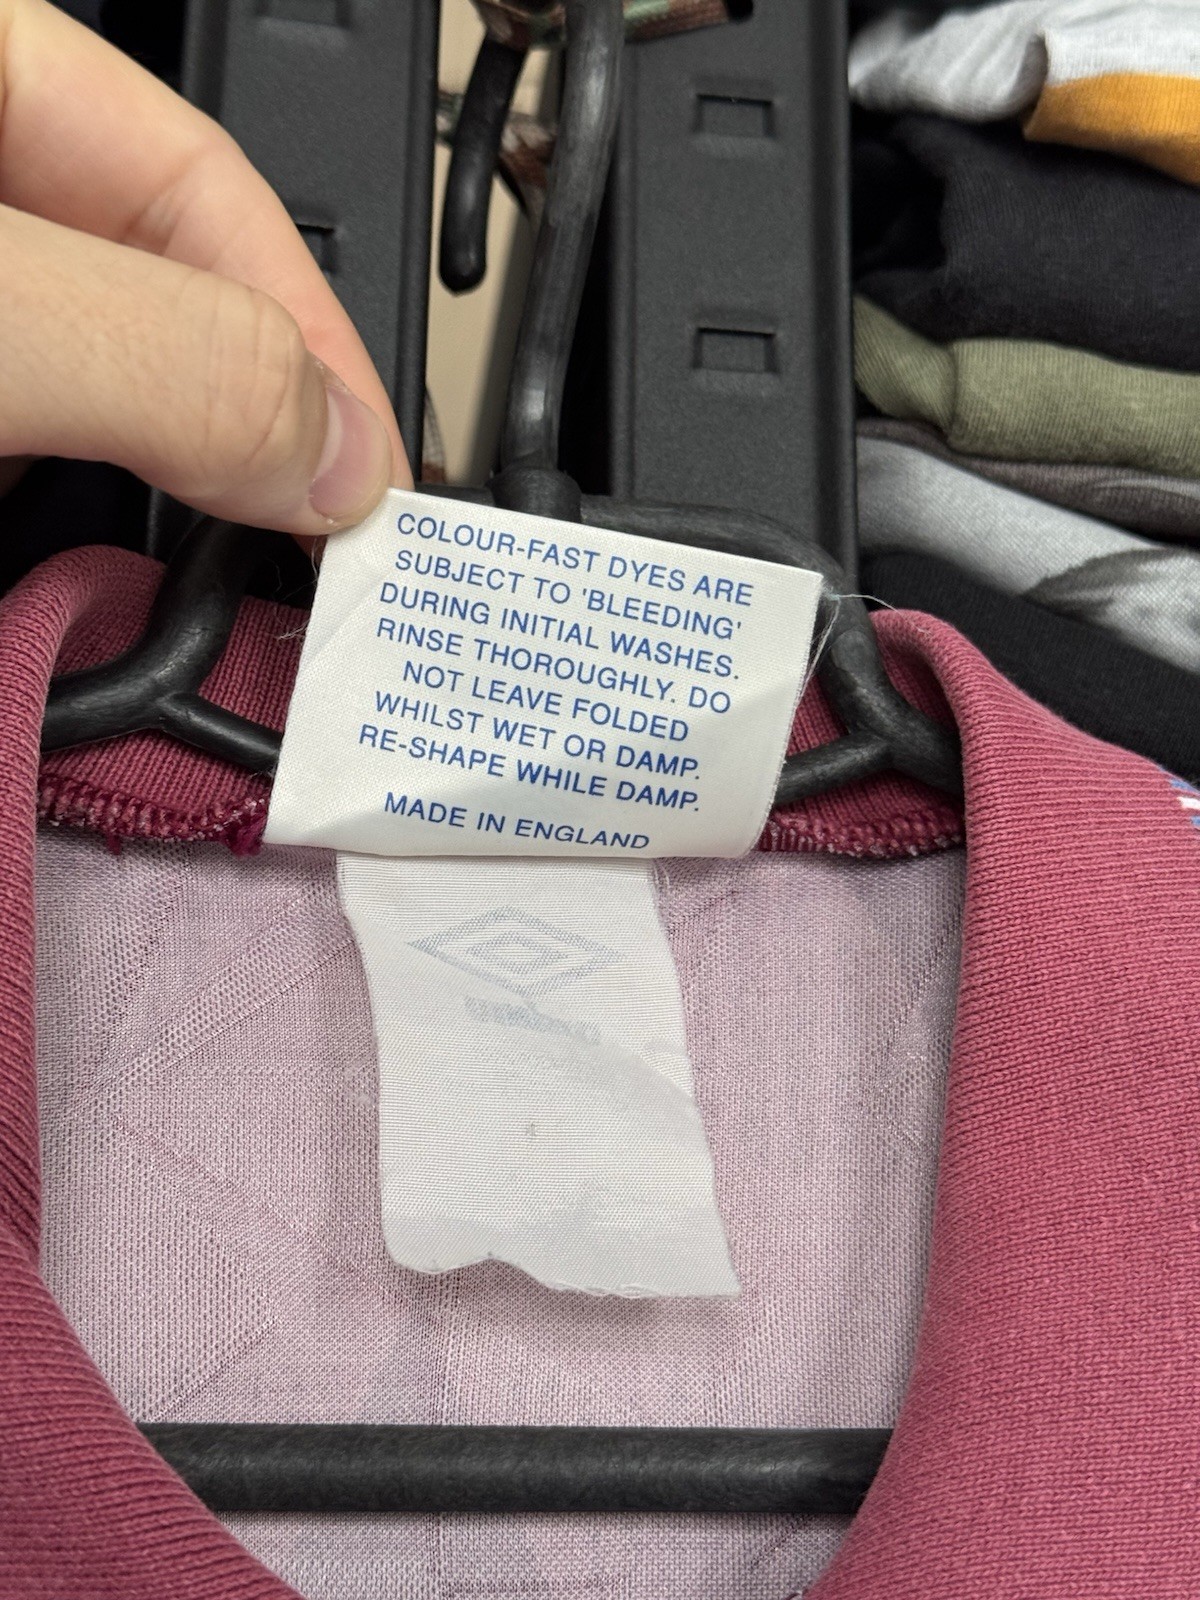 COLOUR-FAST DYES ARE
SUBJECT TO 'BLEEDING'
DURING INITIAL WASHES.
RINSE THOROUGHLY. DO
NOT LEAVE FOLDED
WHILST WET OR DAMP.
RE-SHAPE WHILE DAMP.
MADE IN ENGLAND